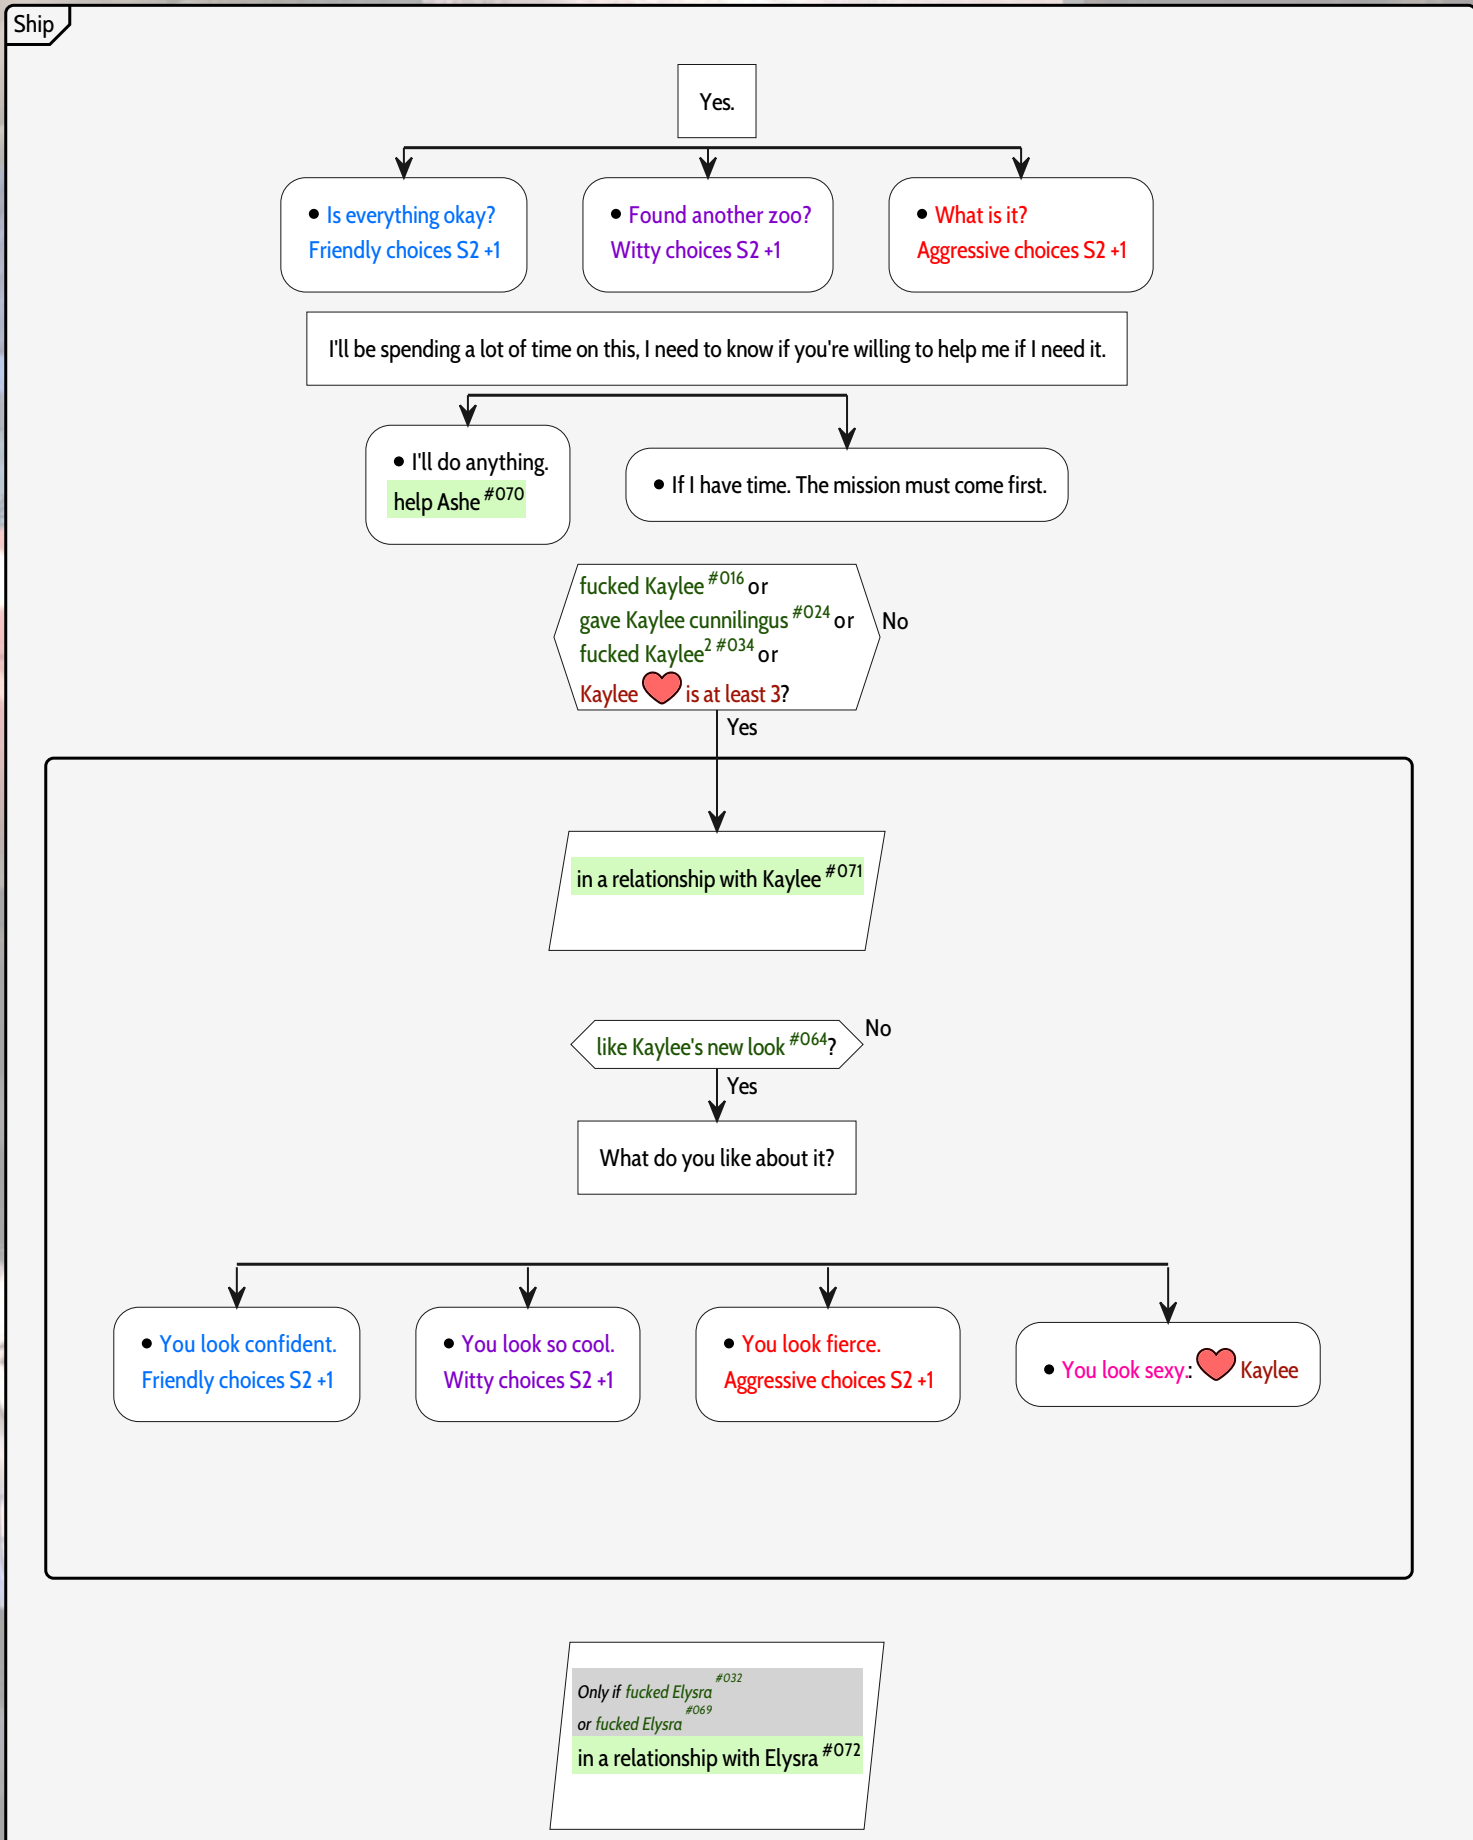 Ship
Yes.
Is everything okay?
Friendly choices S2 +1
Found another zoo?
Witty choices S2 +1
What is it?
Aggressive choices S2 +1
I'll be spending a lot of time on this, I need to know if you're willing to help me if I need it.
I'll do anything.
help Ashe #070
If I have time. The mission must come first.
fucked Kaylee #016 or
gave Kaylee cunnilingus #024 or
fucked Kaylee2 #034 or
Kaylee is at least 3?
No
Yes
in a relationship with Kaylee #071
like Kaylee's new look #064?
No
Yes
What do you like about it?
You look confident.
Friendly choices S2 +1
You look so cool.
Witty choices S2 +1
You look fierce.
Aggressive choices S2 +1
You look sexy.: Kaylee
Only if fucked Elysra #032
or fucked Elysra #069
in a relationship with Elysra #072